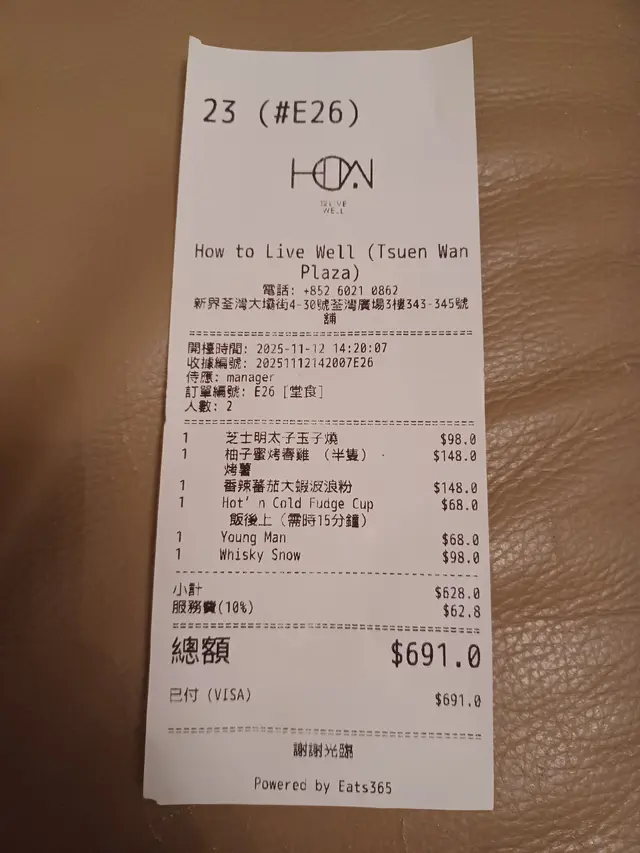 23 (#E26)
HOW
TO LIVE
WELL
How to Live Well (Tsuen Wan
Plaza)
電話: +852 6021 0862
新界荃灣大壩街4-30號荃灣廣場3樓343-345號
舖
開檯時間: 2025-11-12 14:20:07
收據編號: 20251112142007E26
侍應: manager
訂單編號: E26 [堂食]
人數: 2
1 芝士明太子玉子燒 $98.0
1 柚子蜜烤春雞 (半隻) · $148.0
烤薯
1 香辣蕃茄大蝦波浪粉 $148.0
1 Hot'n Cold Fudge Cup $68.0
飯後上 (需時15分鐘)
1 Young Man $68.0
1 Whisky Snow $98.0
小計 $628.0
服務費(10%) $62.8
總額 $691.0
已付 (VISA) $691.0
謝謝光臨
Powered by Eats365